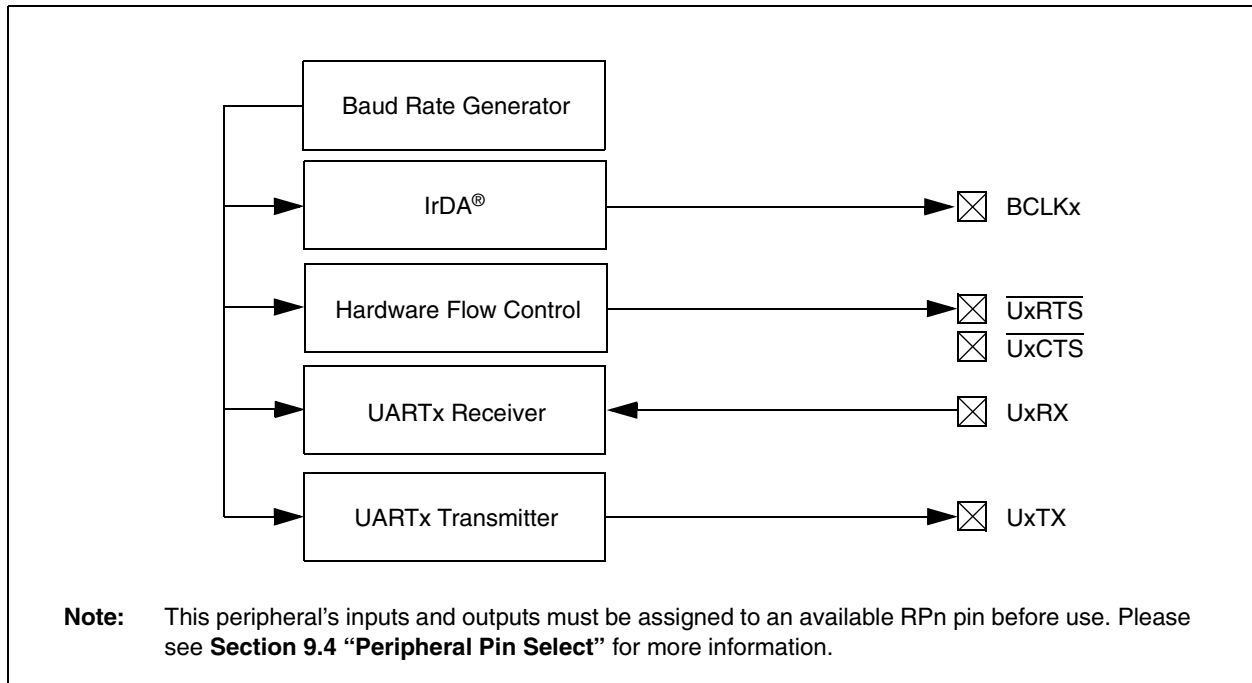 Baud Rate Generator
IrDA®
BCLKx
Hardware Flow Control
UxRTS
UxCTS
UARTx Receiver
UxRX
UARTx Transmitter
UxTX
Note: This peripheral’s inputs and outputs must be assigned to an available RPn pin before use. Please
see Section 9.4 “Peripheral Pin Select” for more information.